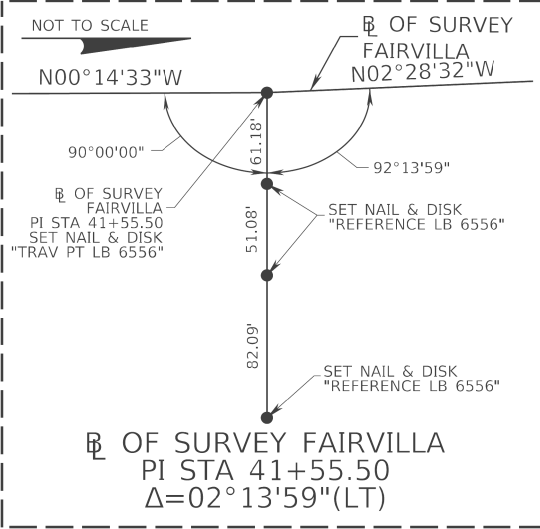 NOT TO SCALE
℄ OF SURVEY
FAIRVILLA
N00°14'33"W
N02°28'32"W
61.18'
90°00'00"
92°13'59"
℄ OF SURVEY
FAIRVILLA
PI STA 41+55.50
SET NAIL & DISK
"TRAV PT LB 6556"
SET NAIL & DISK
"REFERENCE LB 6556"
51.08'
82.09'
SET NAIL & DISK
"REFERENCE LB 6556"
℄ OF SURVEY FAIRVILLA
PI STA 41+55.50
Δ=02°13'59"(LT)